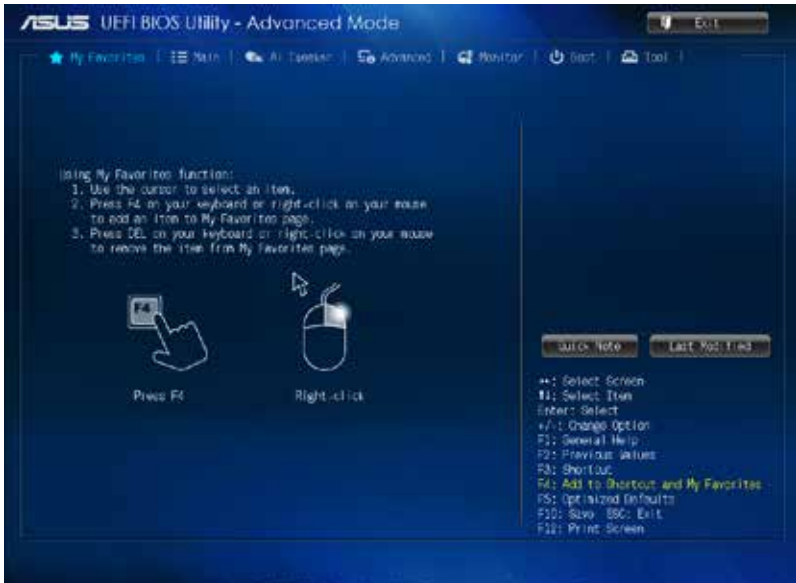 ASUS UEFI BIOS Utility - Advanced Mode
Exit
My Favorites Main Ai Tweaker Advanced Monitor Boot Tool
Using My Favorites function:
1. Use the cursor to select an item.
2. Press F4 on your keyboard or right-click on your mouse
to add an item to My Favorites page.
3. Press DEL on your keyboard or right-click on your mouse
to remove the item from My Favorites page.
F4
Press F4
Right-click
Quick Note Last Modified
→←: Select Screen
↑↓: Select Item
Enter: Select
+/-: Change Option
F1: General Help
F2: Previous Values
F3: Shortcut
F4: Add to Shortcut and My Favorites
F5: Optimized Defaults
F10: Save ESC: Exit
F12: Print Screen